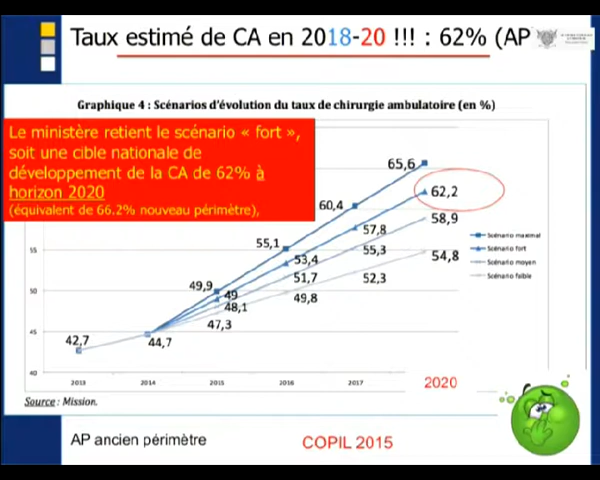 Taux estimé de CA en 2018-20 !!! : 62% (AP
Graphique 4 : Scénarios d'évolution du taux de chirurgie ambulatoire (en %)
Le ministère retient le scénario « fort »,
soit une cible nationale de
développement de la CA de 62% à
horizon 2020
(équivalent de 66.2% nouveau périmètre),
65,6
62,2
60,4
58,9
57,8
55,1
55,3
54,8
53,4
51,7
52,3
49,9
49
49,8
48,1
47,3
42,7
44,7
55
50
45
40
Scénario maximal
Scénario fort
Scénario moyen
Scénario faible
2013 2014 2015 2016 2017 2020
Source : Mission.
AP ancien périmètre
COPIL 2015